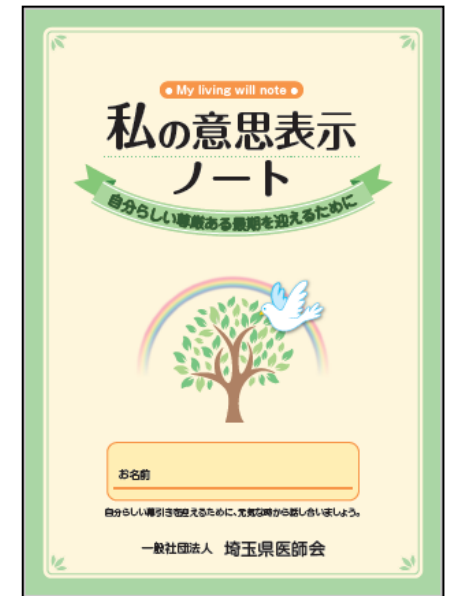 ● My living will note ●
私の意思表示
ノート
自分らしい尊厳ある最期を迎えるために
お名前
自分らしい幕引きを迎えるために、元気な時から話し合いましょう。
一般社団法人 埼玉県医師会